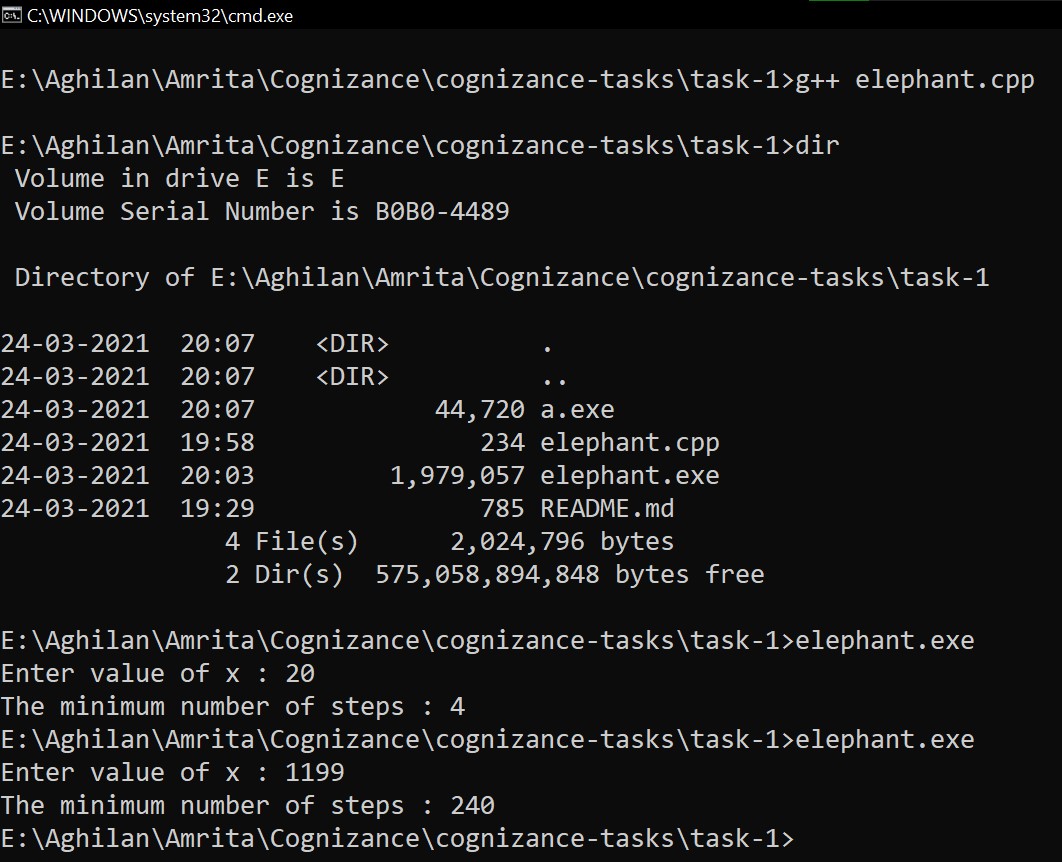 C:\WINDOWS\system32\cmd.exe
E:\Aghilan\Amrita\Cognizance\cognizance-tasks\task-1>g++ elephant.cpp
E:\Aghilan\Amrita\Cognizance\cognizance-tasks\task-1>dir
Volume in drive E is E
Volume Serial Number is B0B0-4489
Directory of E:\Aghilan\Amrita\Cognizance\cognizance-tasks\task-1
24-03-2021  20:07    <DIR>          .
24-03-2021  20:07    <DIR>          ..
24-03-2021  20:07            44,720 a.exe
24-03-2021  19:58               234 elephant.cpp
24-03-2021  20:03         1,979,057 elephant.exe
24-03-2021  19:29               785 README.md
4 File(s)      2,024,796 bytes
2 Dir(s)  575,058,894,848 bytes free
E:\Aghilan\Amrita\Cognizance\cognizance-tasks\task-1>elephant.exe
Enter value of x : 20
The minimum number of steps : 4
E:\Aghilan\Amrita\Cognizance\cognizance-tasks\task-1>elephant.exe
Enter value of x : 1199
The minimum number of steps : 240
E:\Aghilan\Amrita\Cognizance\cognizance-tasks\task-1>